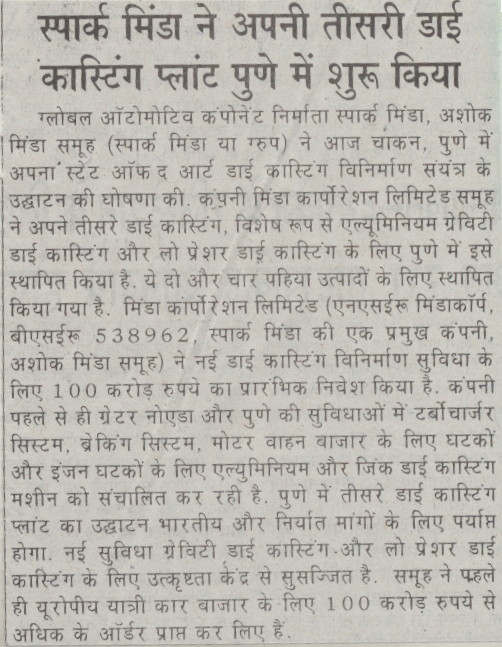 स्पार्क मिंडा ने अपनी तीसरी डाई
कास्टिंग प्लांट पुणे में शुरू किया
ग्लोबल ऑटोमोटिव कंपोनेंट निर्माता स्पार्क मिंडा, अशोक
मिंडा समूह (स्पार्क मिंडा या ग्रुप) ने आज चाकन, पुणे में
अपना स्टेट ऑफ द आर्ट डाई कास्टिंग विनिर्माण संयंत्र के
उद्घाटन की घोषणा की. कंपनी मिंडा कार्पोरेशन लिमिटेड समूह
ने अपने तीसरे डाई कास्टिंग, विशेष रूप से एल्यूमिनियम ग्रेविटी
डाई कास्टिंग और लो प्रेशर डाई कास्टिंग के लिए पुणे में इसे
स्थापित किया है. ये दो और चार पहिया उत्पादों के लिए स्थापित
किया गया है. मिंडा कार्पोरेशन लिमिटेड (एनएसईरू मिंडाकॉर्प,
बीएसईरू 538962, स्पार्क मिंडा की एक प्रमुख कंपनी,
अशोक मिंडा समूह) ने नई डाई कास्टिंग विनिर्माण सुविधा के
लिए 100 करोड़ रुपये का प्रारंभिक निवेश किया है. कंपनी
पहले से ही ग्रेटर नोएडा और पुणे की सुविधाओं में टर्बोचार्जर
सिस्टम, ब्रेकिंग सिस्टम, मोटर वाहन बाजार के लिए घटकों
और इंजन घटकों के लिए एल्युमिनियम और जिंक डाई कास्टिंग
मशीन को संचालित कर रही है. पुणे में तीसरे डाई कास्टिंग
प्लांट का उद्घाटन भारतीय और निर्यात मांगों के लिए पर्याप्त
होगा. नई सुविधा ग्रेविटी डाई कास्टिंग और लो प्रेशर डाई
कास्टिंग के लिए उत्कृष्टता केंद्र से सुसज्जित है. समूह ने पहले
ही यूरोपीय यात्री कार बाजार के लिए 100 करोड़ रुपये से
अधिक के ऑर्डर प्राप्त कर लिए हैं.